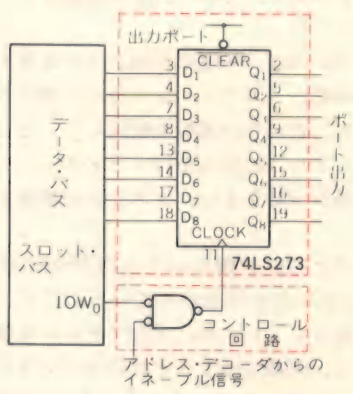 出力ポート
CLEAR
3 D1 Q1 2
4 D2 Q2 5
7 D3 Q3 6
8 D4 Q4 9
13 D5 Q5 12
14 D6 Q6 15
17 D7 Q7 16
18 D8 Q8 19
CLOCK
11
74LS273
データ・バス
ポート出力
スロット・
バス
IOW0
コントロール
回路
アドレス・デコーダからの
イネーブル信号